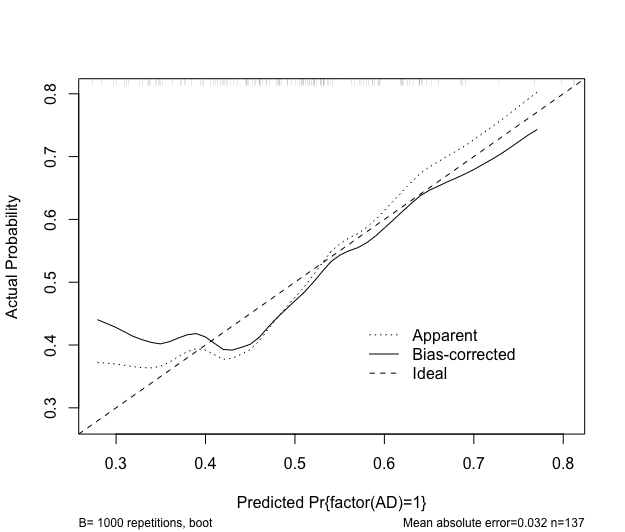 0.8
0.7
0.6
0.5
0.4
0.3
Actual Probability
Apparent
Bias-corrected
Ideal
0.3 0.4 0.5 0.6 0.7 0.8
Predicted Pr{factor(AD)=1}
B= 1000 repetitions, boot
Mean absolute error=0.032 n=137